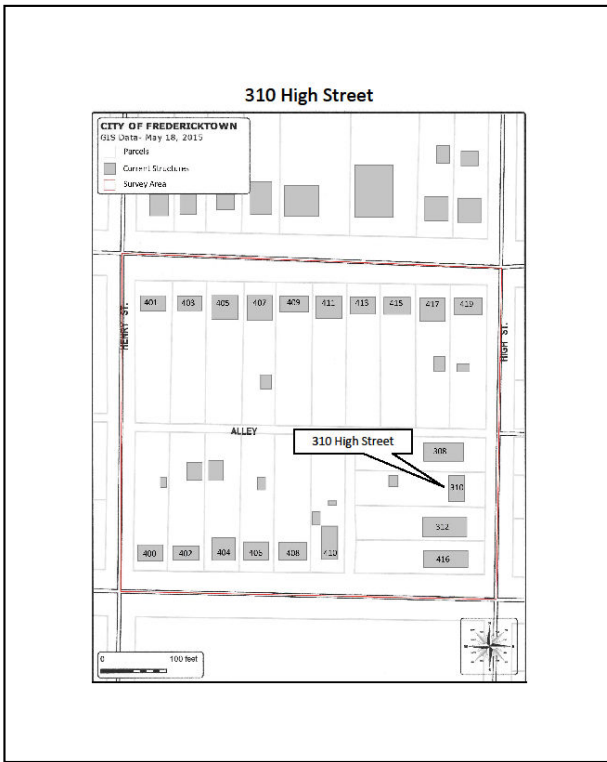 310 High Street
CITY OF FREDERICKTOWN
GIS Data- May 18, 2015
Parcels
Current Structures
Survey Area
401 403 405 407 409 411 413 415 417 419
HENRY ST.
HIGH ST.
ALLEY
310 High Street
308
310
312
400 402 404 406 408 410 416
0 100 feet